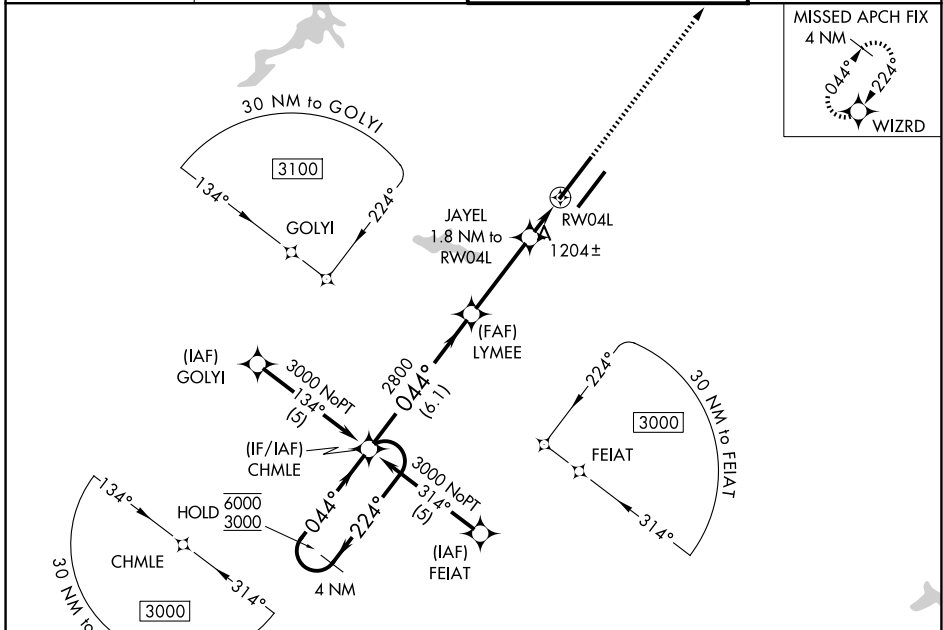 MISSED APCH FIX
4 NM
044°
224°
WIZRD
30 NM to GOLYI
3100
134°
224°
GOLYI
JAYEL
1.8 NM to
RW04L
RW04L
1204±
(FAF)
LYMEE
(IAF)
GOLYI
3000 NoPT
134°
(5)
2800
044°
(6.1)
(IF/IAF)
CHMLE
224°
30 NM to FEIAT
3000
FEIAT
314°
3000 NoPT
314°
(5)
(IAF)
FEIAT
HOLD
6000
3000
044°
224°
4 NM
134°
CHMLE
314°
30 NM to
3000